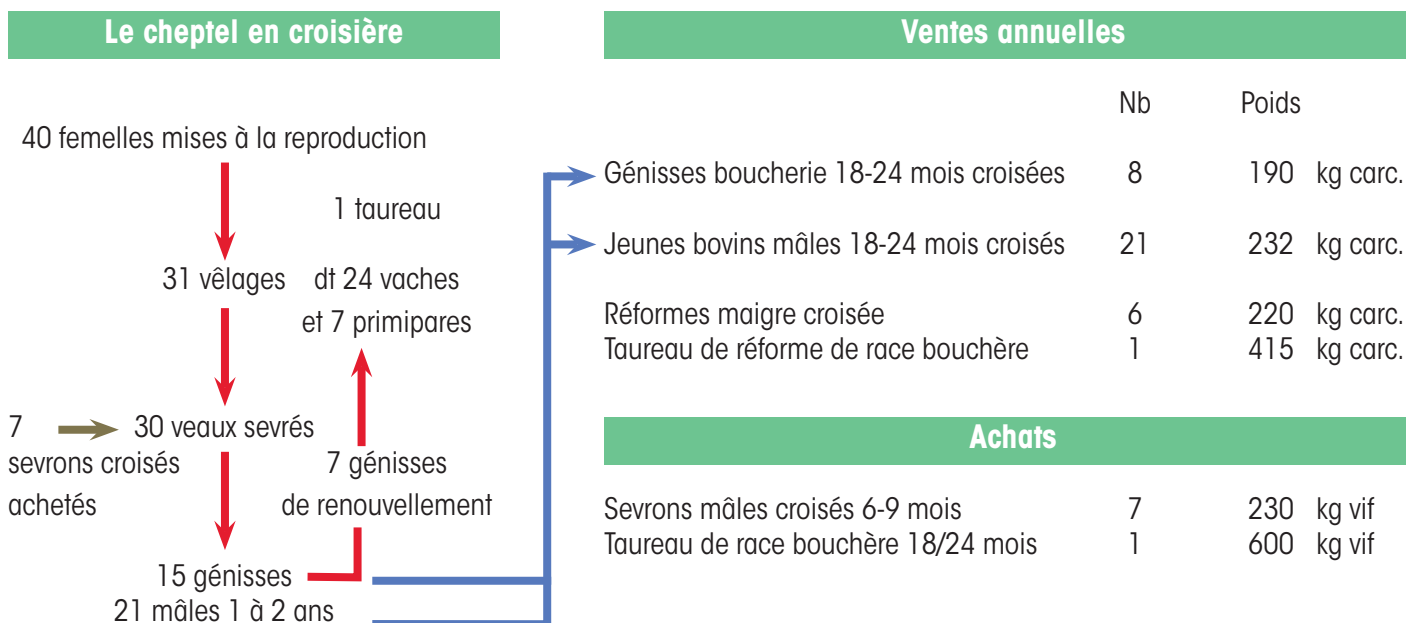 Le cheptel en croisière
40 femelles mises à la reproduction
1 taureau
31 vêlages dt 24 vaches
et 7 primipares
7 30 veaux sevrés
sevrons croisés 7 génisses
achetés de renouvellement
15 génisses
21 mâles 1 à 2 ans
Ventes annuelles
Nb Poids
Génisses boucherie 18-24 mois croisées 8 190 kg carc.
Jeunes bovins mâles 18-24 mois croisés 21 232 kg carc.
Réformes maigre croisée 6 220 kg carc.
Taureau de réforme de race bouchère 1 415 kg carc.
Achats
Sevrons mâles croisés 6-9 mois 7 230 kg vif
Taureau de race bouchère 18/24 mois 1 600 kg vif